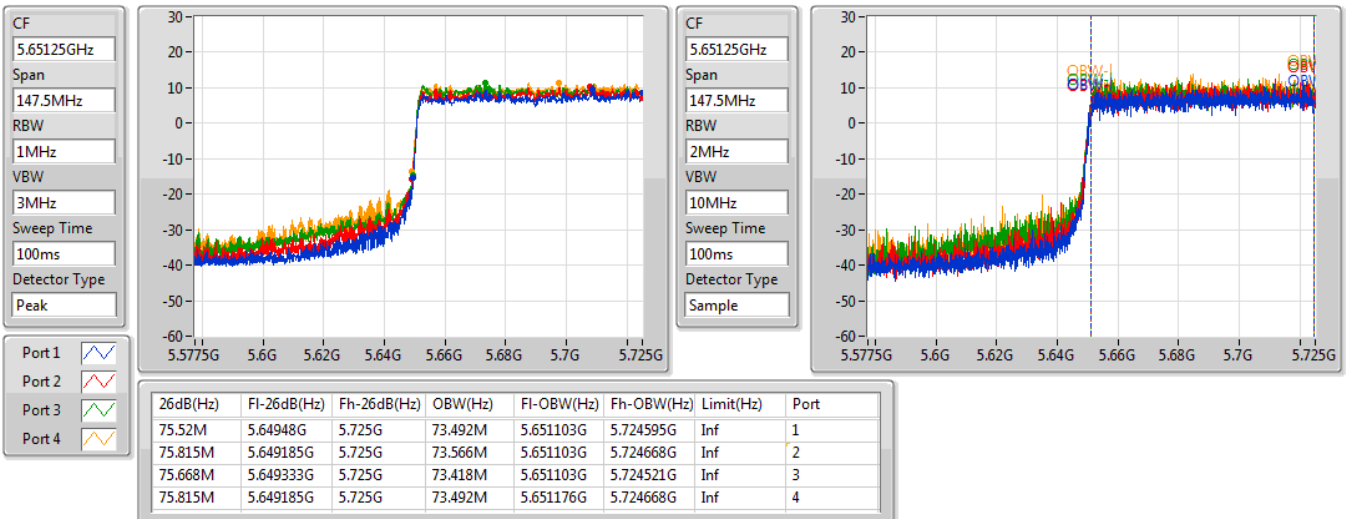 CF
5.65125GHz
Span
147.5MHz
RBW
1MHz
VBW
3MHz
Sweep Time
100ms
Detector Type
Peak
30
20
10
0
-10
-20
-30
-40
-50
-60
5.5775G 5.6G 5.62G 5.64G 5.66G 5.68G 5.7G 5.725G
CF
5.65125GHz
Span
147.5MHz
RBW
2MHz
VBW
10MHz
Sweep Time
100ms
Detector Type
Sample
30
20
10
0
-10
-20
-30
-40
-50
-60
5.5775G 5.6G 5.62G 5.64G 5.66G 5.68G 5.7G 5.725G
Port 1
Port 2
Port 3
Port 4
26dB(Hz) Fl-26dB(Hz) Fh-26dB(Hz) OBW(Hz) Fl-OBW(Hz) Fh-OBW(Hz) Limit(Hz) Port
75.52M 5.64948G 5.725G 73.492M 5.651103G 5.724595G Inf 1
75.815M 5.649185G 5.725G 73.566M 5.651103G 5.724668G Inf 2
75.668M 5.649333G 5.725G 73.418M 5.651103G 5.724521G Inf 3
75.815M 5.649185G 5.725G 73.492M 5.651176G 5.724668G Inf 4